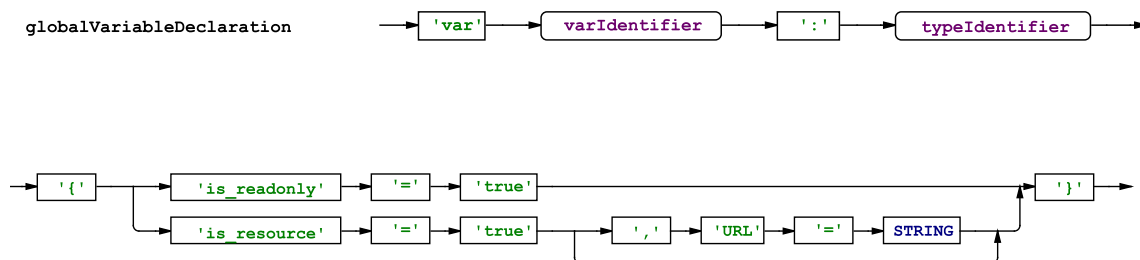 globalVariableDeclaration 'var' varIdentifier ':' typeIdentifier
'{' 'is_readonly' '=' 'true' '}'
'is_resource' '=' 'true' ',' 'URL' '=' STRING